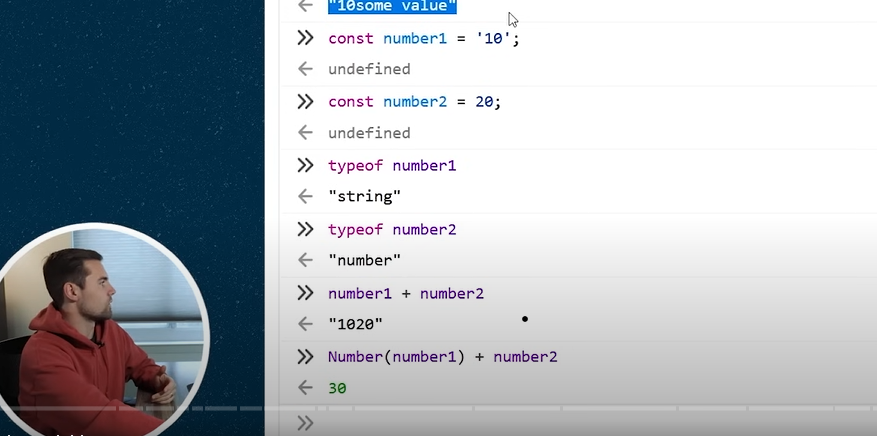 ← "10some value"
» const number1 = '10';
← undefined
» const number2 = 20;
← undefined
» typeof number1
← "string"
» typeof number2
← "number"
» number1 + number2
← "1020"
» Number(number1) + number2
← 30
»